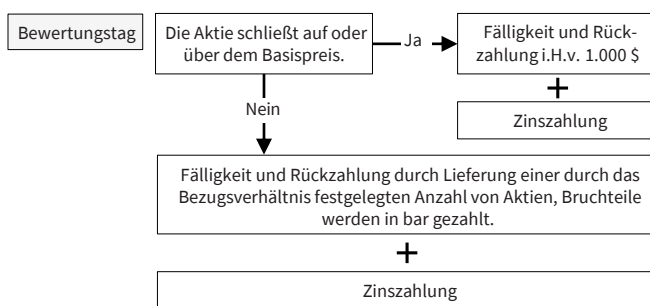 Bewertungstag
Die Aktie schließt auf oder
über dem Basispreis.
Ja
Fälligkeit und Rück-
zahlung i.H.v. 1.000 $
+
Zinszahlung
Nein
Fälligkeit und Rückzahlung durch Lieferung einer durch das
Bezugsverhältnis festgelegten Anzahl von Aktien, Bruchteile
werden in bar gezahlt.
+
Zinszahlung